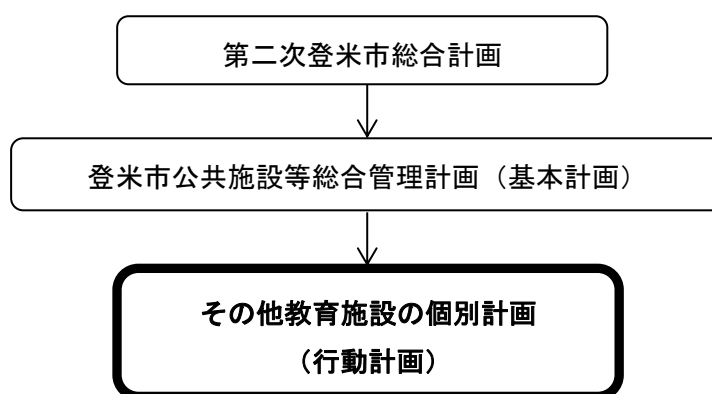 第二次登米市総合計画
登米市公共施設等総合管理計画（基本計画）
その他教育施設の個別計画
（行動計画）